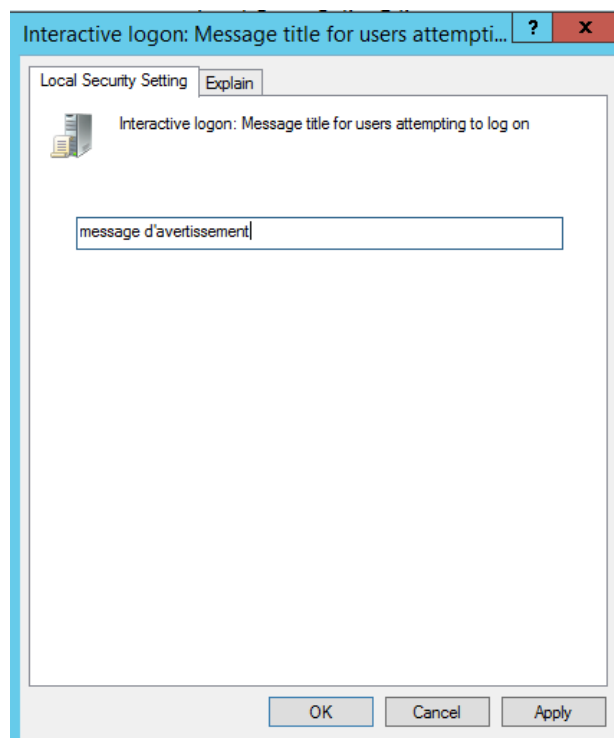 Interactive logon: Message title for users attempti...
?
x
Local Security Setting
Explain
Interactive logon: Message title for users attempting to log on
message d'avertissement
OK
Cancel
Apply